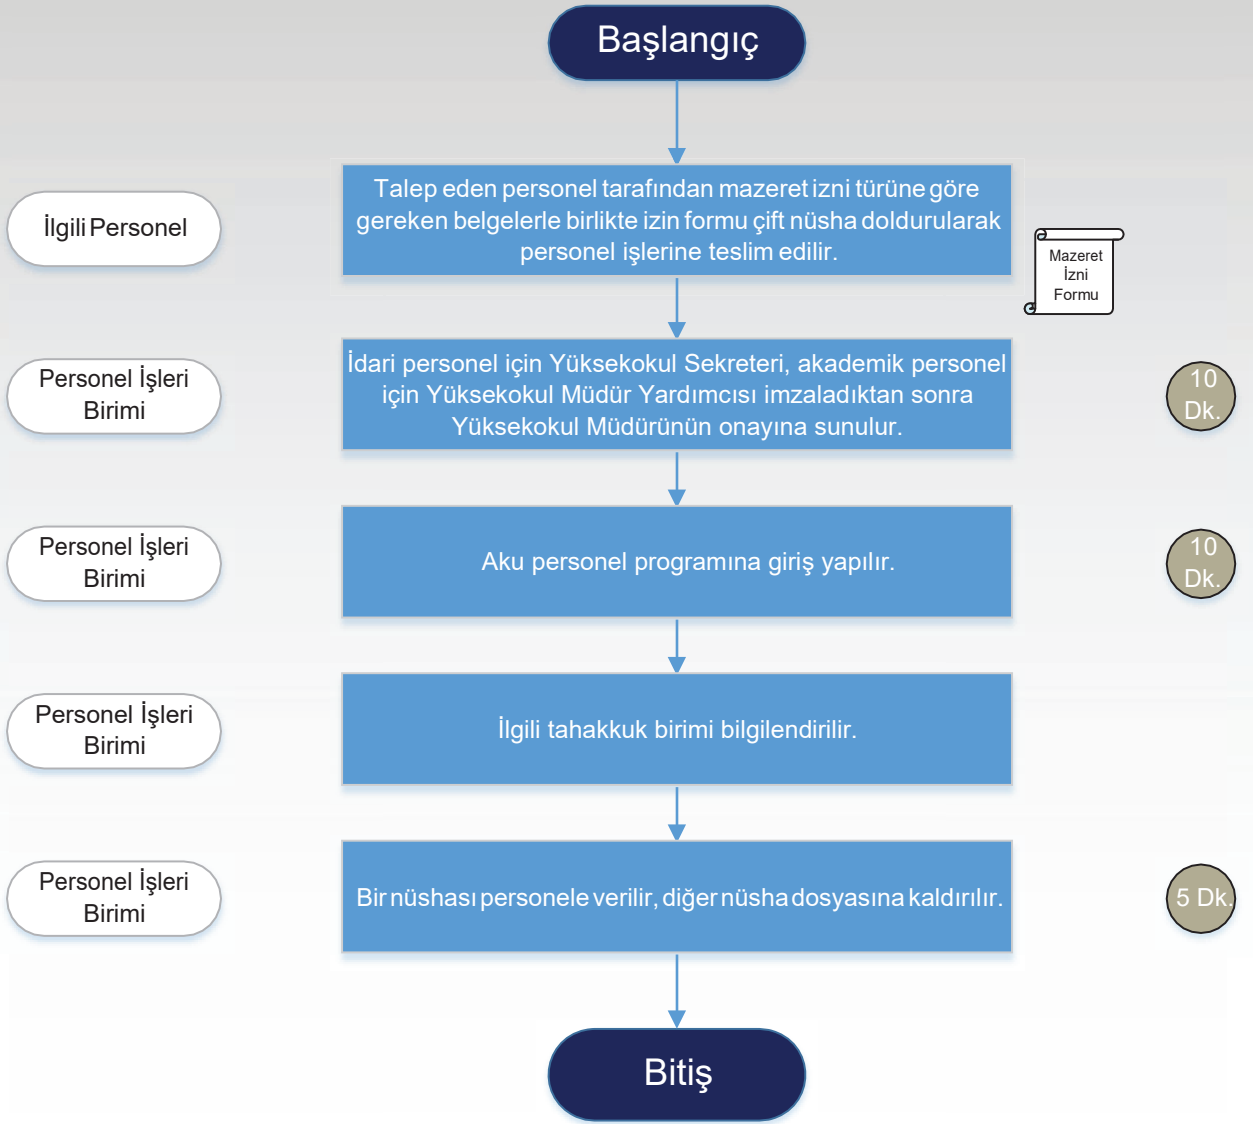 Başlangıç
İlgili Personel
Talep eden personel tarafından mazeret izni türüne göre
gereken belgelerle birlikte izin formu çift nüsha doldurularak
personel işlerine teslim edilir.
Mazeret
İzni
Formu
Personel İşleri
Birimi
İdari personel için Yüksekokul Sekreteri, akademik personel
için Yüksekokul Müdür Yardımcısı imzaladıktan sonra
Yüksekokul Müdürünün onayına sunulur.
10
Dk.
Personel İşleri
Birimi
Aku personel programına giriş yapılır.
10
Dk.
Personel İşleri
Birimi
İlgili tahakkuk birimi bilgilendirilir.
Personel İşleri
Birimi
Bir nüshası personele verilir, diğer nüsha dosyasına kaldırılır.
5 Dk.
Bitiş